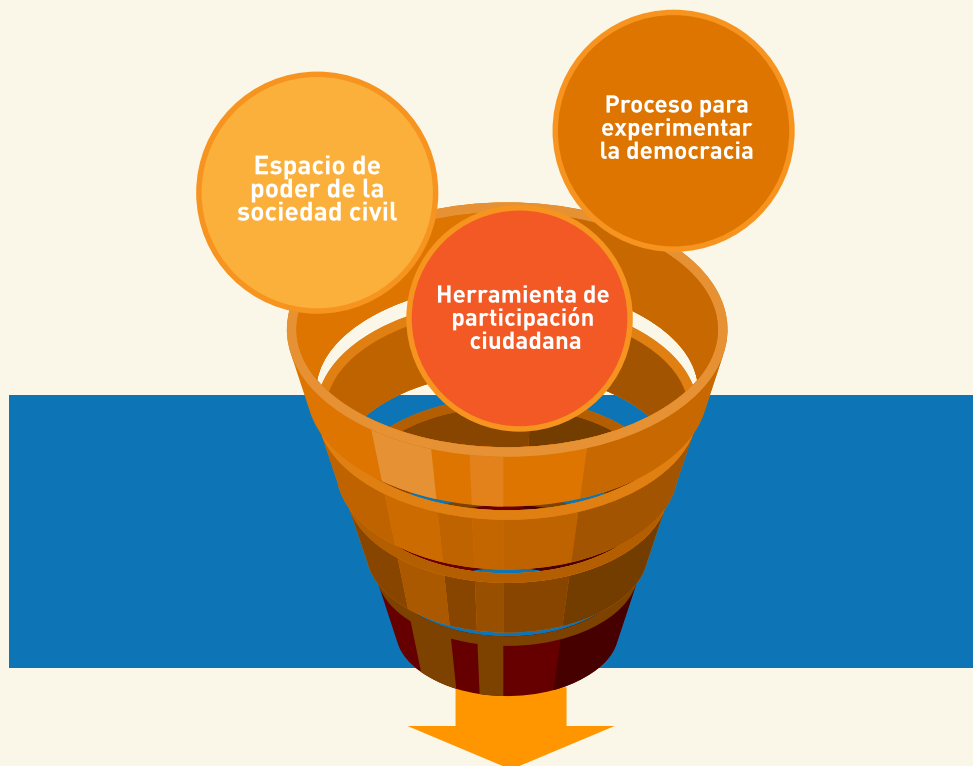 Espacio de
poder de la
sociedad civil
Proceso para
experimentar
la democracia
Herramienta de
participación
ciudadana